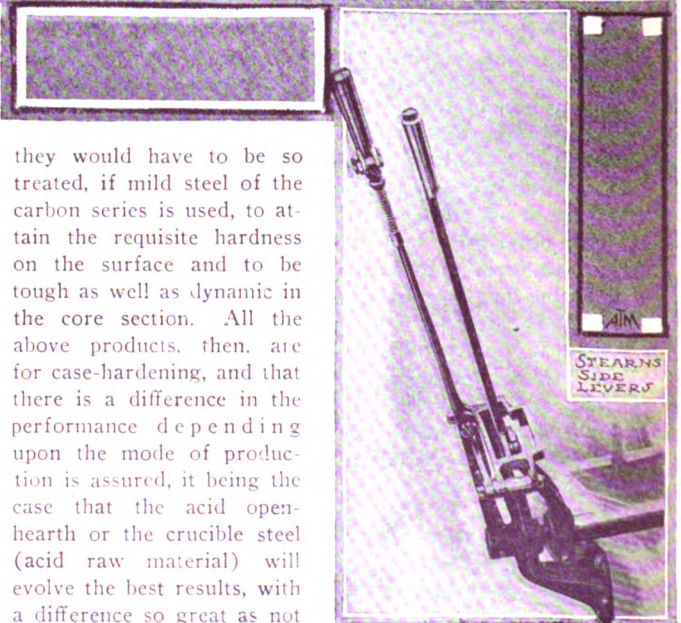 they would have to be so
treated, if mild steel of the
carbon series is used, to at-
tain the requisite hardness
on the surface and to be
tough as well as dynamic in
the core section. All the
above products, then, are
for case-hardening, and that
there is a difference in the
performance depending
upon the mode of produc-
tion is assured, it being the
case that the acid open-
hearth or the crucible steel
(acid raw material) will
evolve the best results, with
a difference so great as not
AJM
STEARNS
SIDE
LEVERS